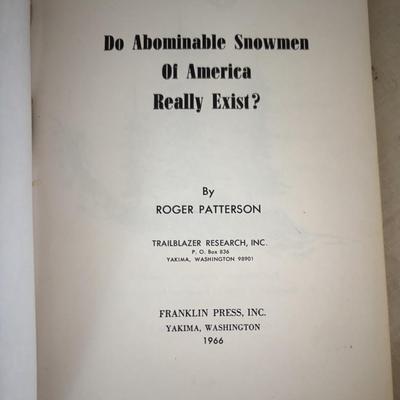 Do Abominable Snowmen
Of America
Really Exist?
By
ROGER PATTERSON
TRAILBLAZER RESEARCH, INC.
P. O. Box 836
YAKIMA, WASHINGTON 98901
FRANKLIN PRESS, INC.
YAKIMA, WASHINGTON
1966